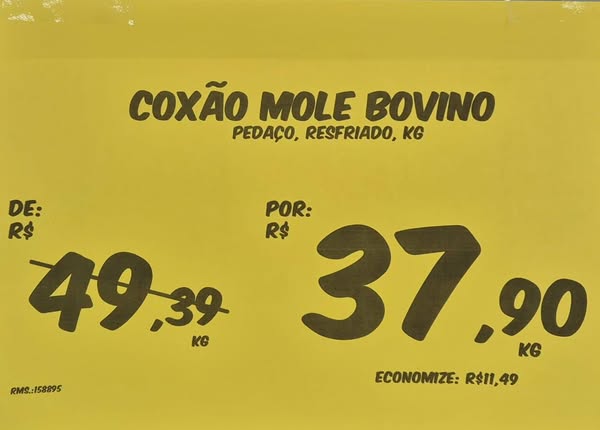 COXÃO MOLE BOVINO
PEDAÇO, RESFRIADO, KG
DE:
R$
49,39
KG
POR:
R$
37,90
KG
ECONOMIZE: R$11,49
RMS.:158895